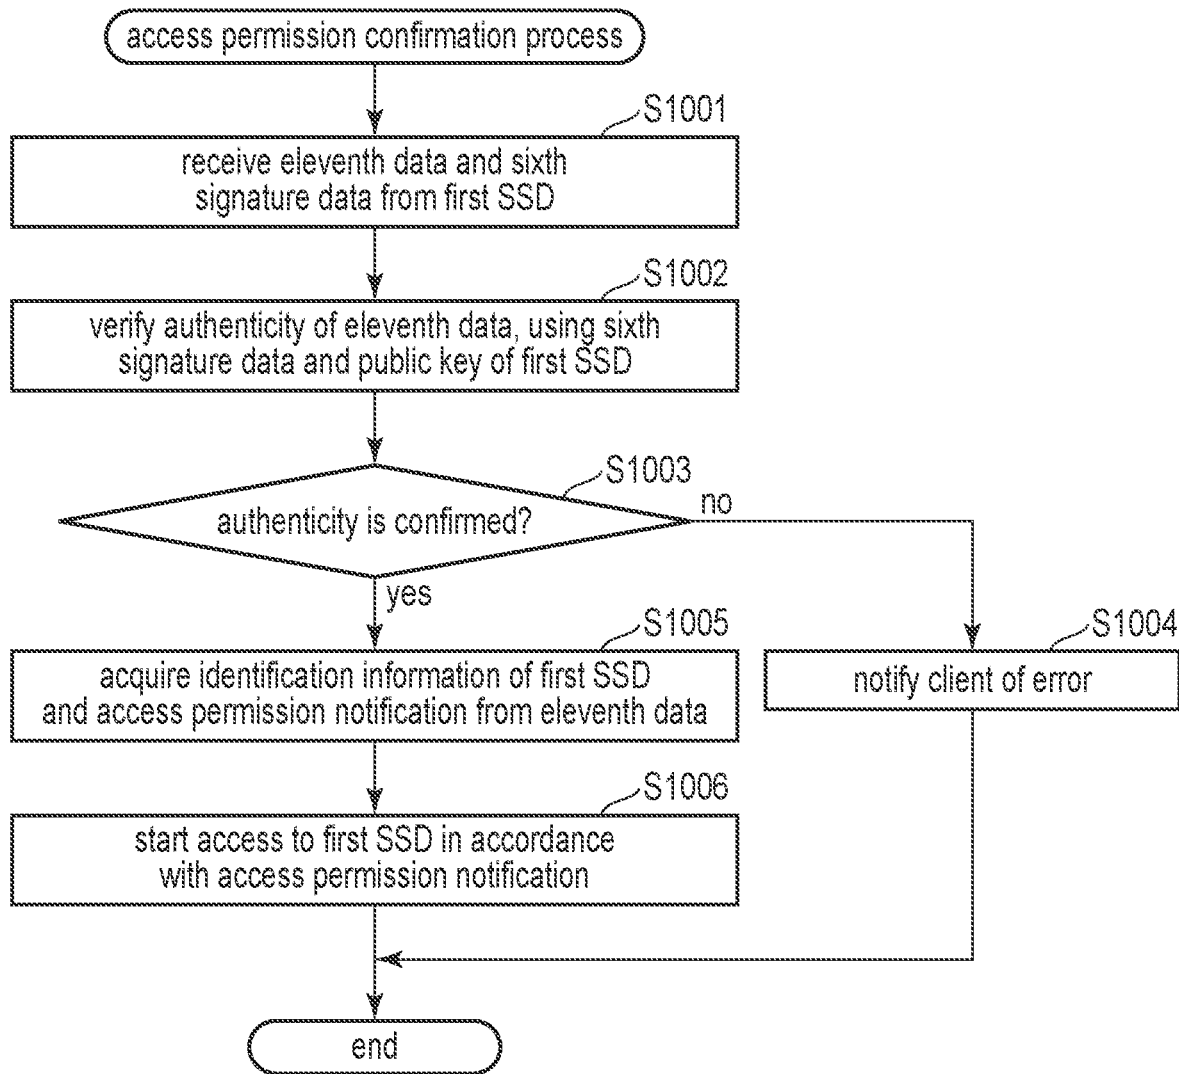 access permission confirmation process
S1001
receive eleventh data and sixth
signature data from first SSD
S1002
verify authenticity of eleventh data, using sixth
signature data and public key of first SSD
S1003
authenticity is confirmed?
no
yes
S1005
acquire identification information of first SSD
and access permission notification from eleventh data
S1004
notify client of error
S1006
start access to first SSD in accordance
with access permission notification
end